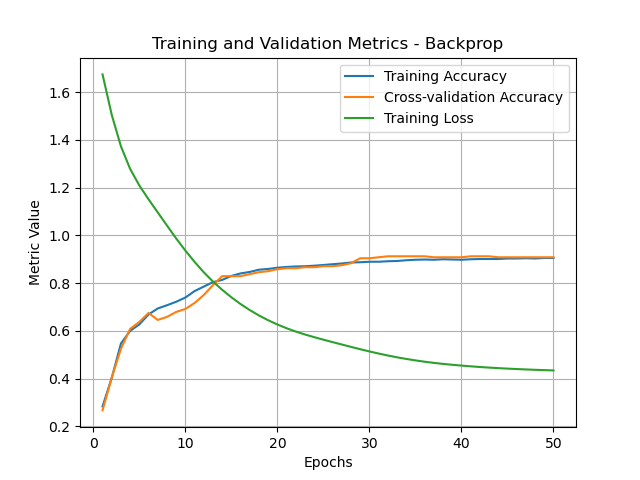 Training and Validation Metrics - Backprop
Training Accuracy
Cross-validation Accuracy
Training Loss
Metric Value
1.6
1.4
1.2
1.0
0.8
0.6
0.4
0.2
0
10
20
30
40
50
Epochs